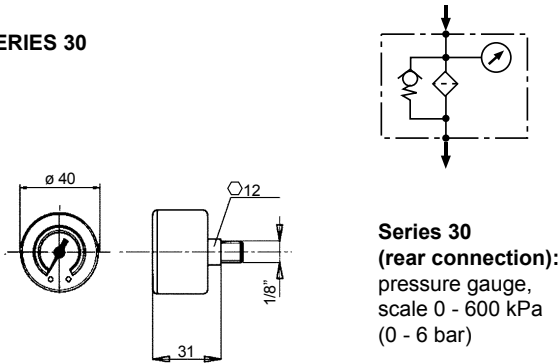 ERIES 30
ø 40
12
1/8"
31
Series 30
(rear connection):
pressure gauge,
scale 0 - 600 kPa
(0 - 6 bar)